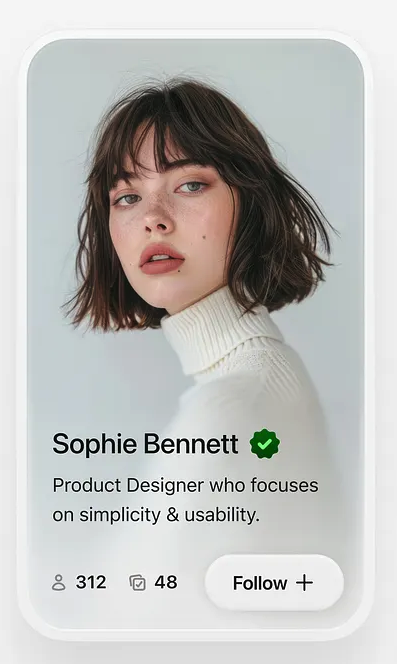 Sophie Bennett
Product Designer who focuses
on simplicity & usability.
312 48 Follow +